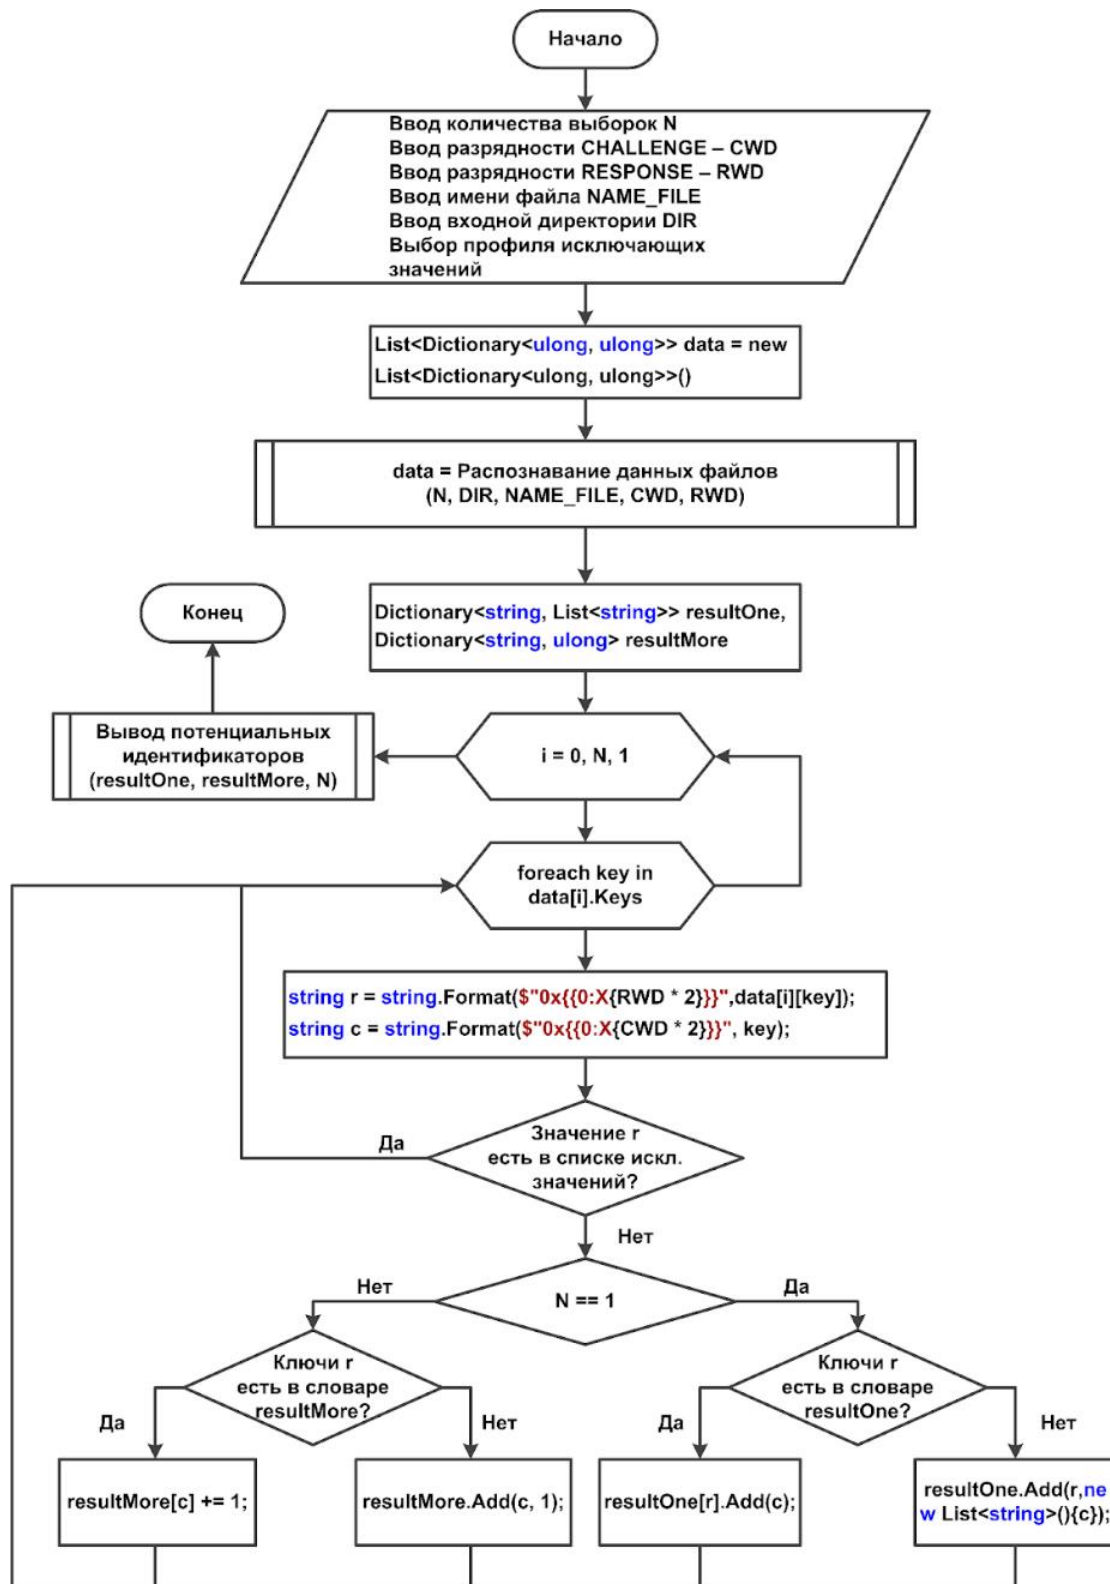 Начало
Ввод количества выборок N
Ввод разрядности CHALLENGE – CWD
Ввод разрядности RESPONSE – RWD
Ввод имени файла NAME_FILE
Ввод входной директории DIR
Выбор профиля исключающих
значений
List<Dictionary<ulong, ulong>> data = new
List<Dictionary<ulong, ulong>>()
data = Распознавание данных файлов
(N, DIR, NAME_FILE, CWD, RWD)
Dictionary<string, List<string>> resultOne,
Dictionary<string, ulong> resultMore
Конец
Вывод потенциальных
идентификаторов
(resultOne, resultMore, N)
i = 0, N, 1
foreach key in
data[i].Keys
string r = string.Format($"0x{{0:X{RWD * 2}}}",data[i][key]);
string c = string.Format($"0x{{0:X{CWD * 2}}}", key);
Да
Значение r
есть в списке искл.
значений?
Нет
Нет
N == 1
Да
Ключи r
есть в словаре
resultMore?
Да
Нет
Ключи r
есть в словаре
resultOne?
Да
Нет
resultMore[c] += 1;
resultMore.Add(c, 1);
resultOne[r].Add(c);
resultOne.Add(r,ne
w List<string>(){c});